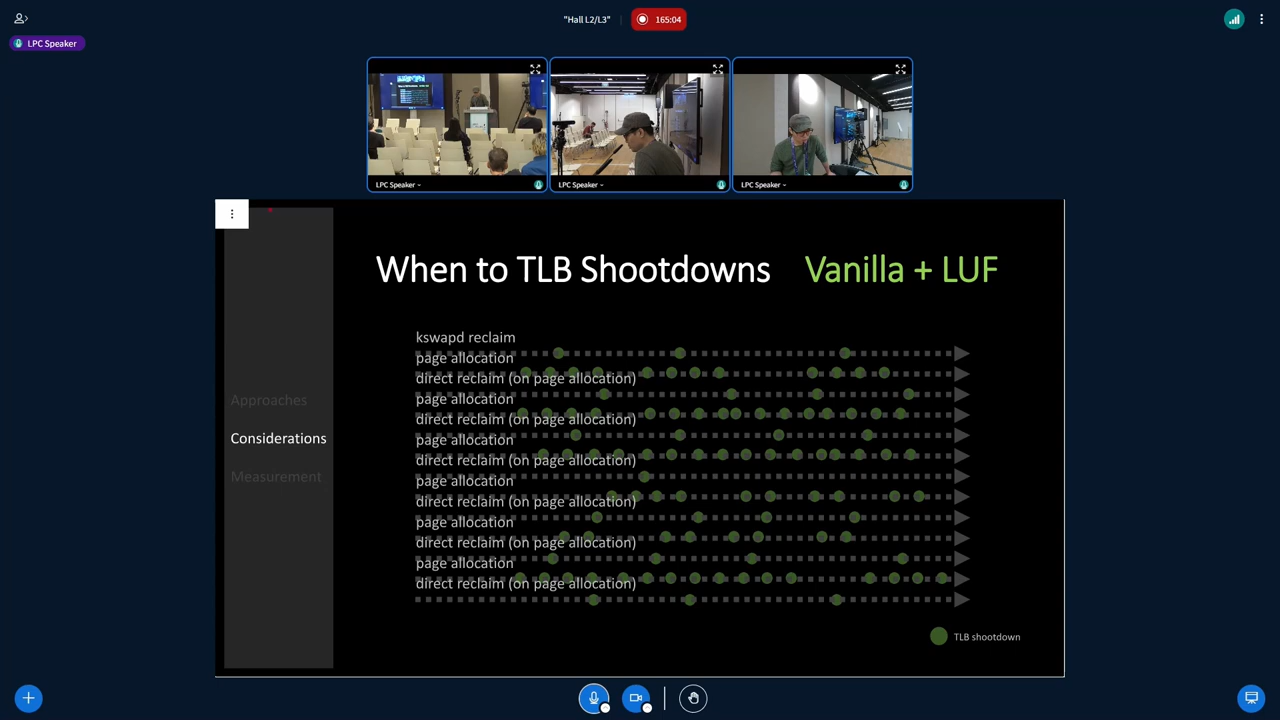 "Hall L2/L3"
165:04
LPC Speaker
LPC Speaker
LPC Speaker
LPC Speaker
When to TLB Shootdowns Vanilla + LUF
Approaches
Considerations
Measurement
kswapd reclaim
page allocation
direct reclaim (on page allocation)
page allocation
direct reclaim (on page allocation)
page allocation
direct reclaim (on page allocation)
page allocation
direct reclaim (on page allocation)
page allocation
direct reclaim (on page allocation)
page allocation
direct reclaim (on page allocation)
TLB shootdown